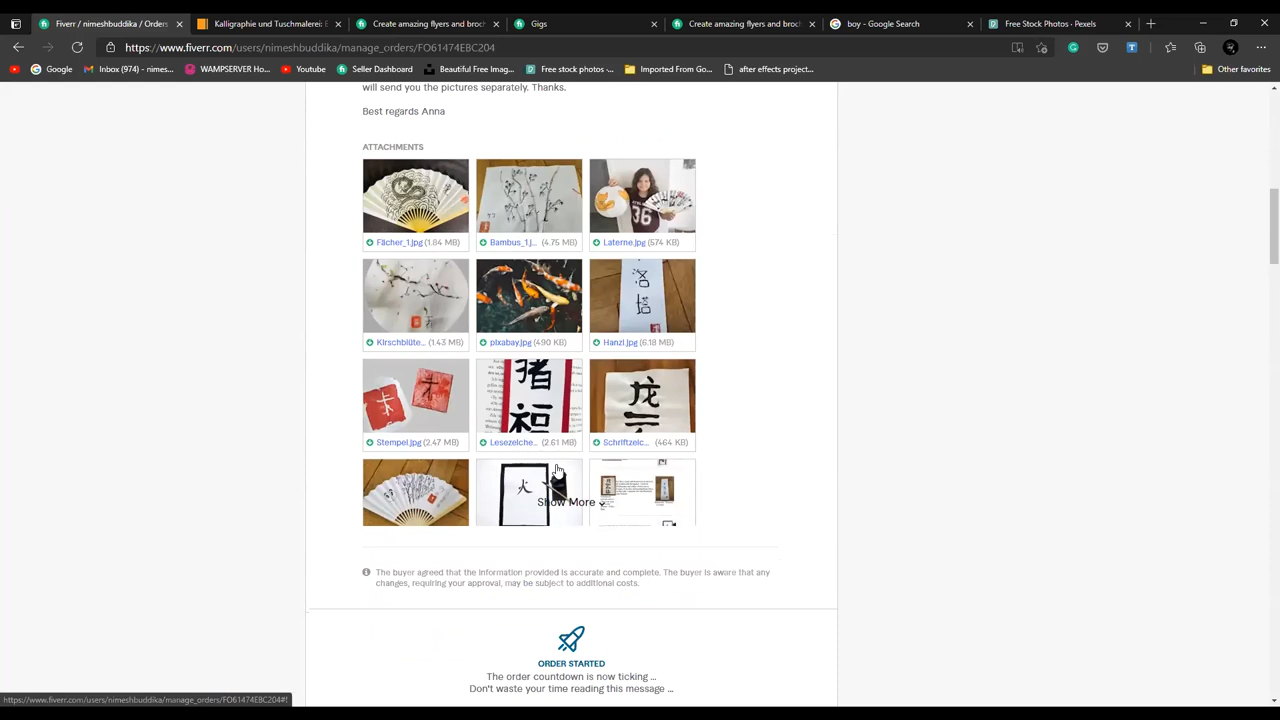 Fiverr / nimeshbuddika / Orders
Kalligraphie und Tuschmalerei: E
Create amazing flyers and broch
Gigs
Create amazing flyers and broch
boy - Google Search
Free Stock Photos - Pexels
https://www.fiverr.com/users/nimeshbuddika/manage_orders/FO61474EBC204
Google
Inbox (974) - nimes...
WAMPSERVER Ho...
Youtube
Seller Dashboard
Beautiful Free Imag...
Free stock photos -...
Imported From Go...
after effects project...
Other favorites
will send you the pictures separately. Thanks.
Best regards Anna
ATTACHMENTS
36
Fächer_1.jpg (1.84 MB)
Bambus_1.j... (4.75 MB)
Laterne.jpg (574 KB)
Kirschblüte... (1.43 MB)
pixabay.jpg (490 KB)
Hanzi.jpg (6.18 MB)
猪
福
龙
Stempel.jpg (2.47 MB)
Lesezeiche... (2.61 MB)
Schriftzeic... (464 KB)
火
Show More
The buyer agreed that the information provided is accurate and complete. The buyer is aware that any
changes, requiring your approval, may be subject to additional costs.
ORDER STARTED
The order countdown is now ticking ...
Don't waste your time reading this message ...
https://www.fiverr.com/users/nimeshbuddika/manage_orders/FO61474EBC204#